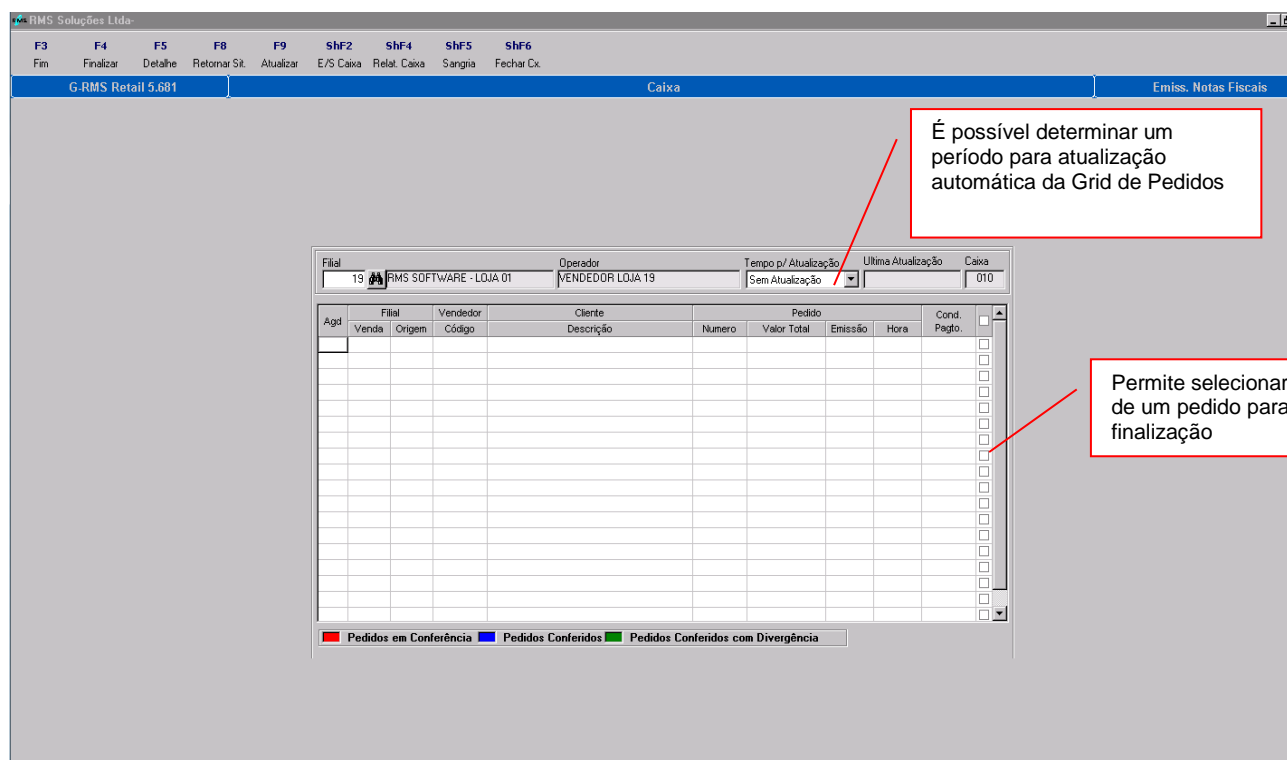 RMS Soluções Ltda-
F3 F4 F5 F8 F9 ShF2 ShF4 ShF5 ShF6
Fim Finalizar Detalhe Retornar Sit. Atualizar E/S Caixa Relat. Caixa Sangria Fechar Cx.
G-RMS Retail 5.681 Caixa Emiss. Notas Fiscais
É possível determinar um
período para atualização
automática da Grid de Pedidos
Filial Operador Tempo p/ Atualização Ultima Atualização Caixa
19 RMS SOFTWARE - LOJA 01 VENDEDOR LOJA 19 Sem Atualização 010
Agd Filial Vendedor Cliente Pedido Cond. Pagto.
Venda Origem Código Descrição Numero Valor Total Emissão Hora
Permite selecionar
de um pedido para
finalização
Pedidos em Conferência Pedidos Conferidos Pedidos Conferidos com Divergência